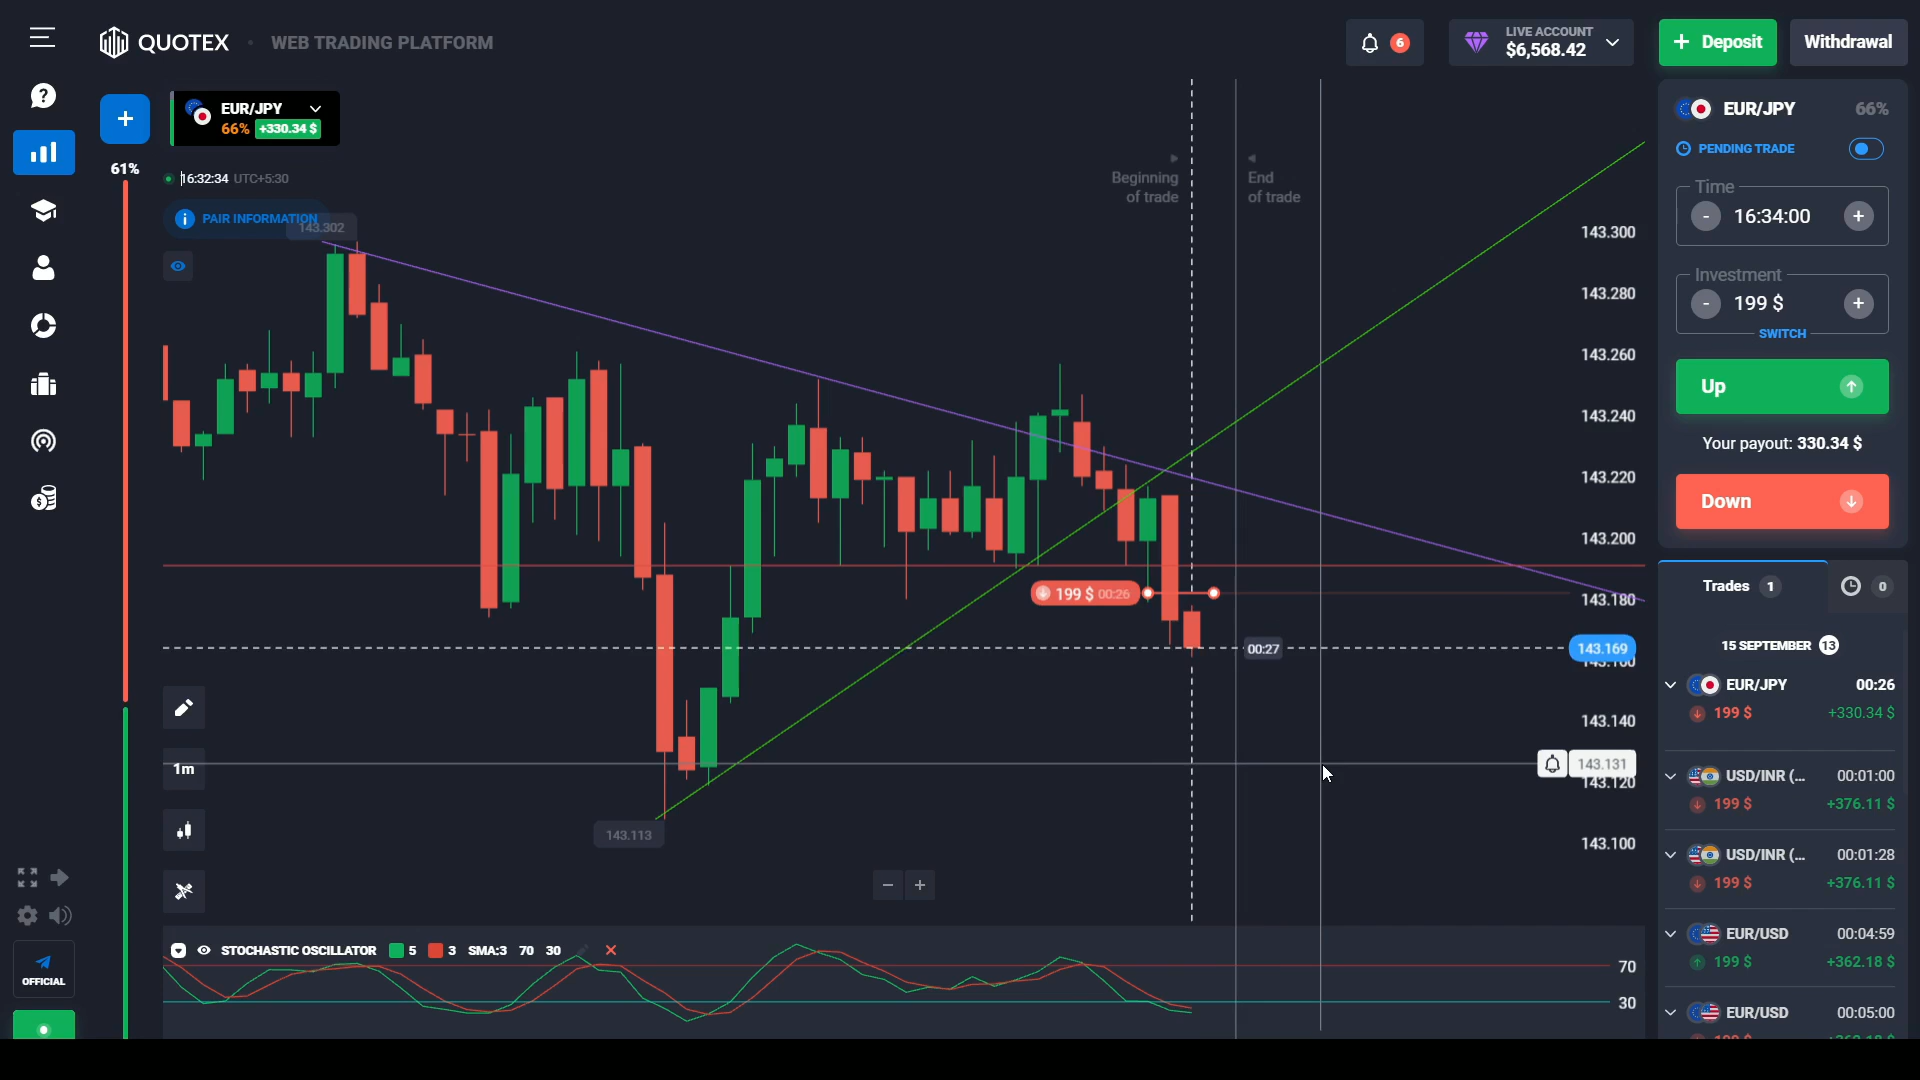 QUOTEX
WEB TRADING PLATFORM
6
LIVE ACCOUNT
$6,568.42
+ Deposit
Withdrawal
+
EUR/JPY
66% +330.34 $
61%
16:32:34 UTC+5:30
PAIR INFORMATION
143.302
Beginning
of trade
End
of trade
143.300
143.280
143.260
143.240
143.220
143.200
143.180
143.169
143.160
143.140
143.131
143.120
143.100
199 $ 00:26
00:27
143.113
1m
− +
STOCHASTIC OSCILLATOR 5 3 SMA:3 70 30
70
30
OFFICIAL
EUR/JPY 66%
PENDING TRADE
Time
- 16:34:00 +
Investment
- 199 $ +
SWITCH
Up
Your payout: 330.34 $
Down
Trades 1
0
15 SEPTEMBER 13
EUR/JPY 00:26
199 $ +330.34 $
USD/INR (... 00:01:00
199 $ +376.11 $
USD/INR (... 00:01:28
199 $ +376.11 $
EUR/USD 00:04:59
199 $ +362.18 $
EUR/USD 00:05:00